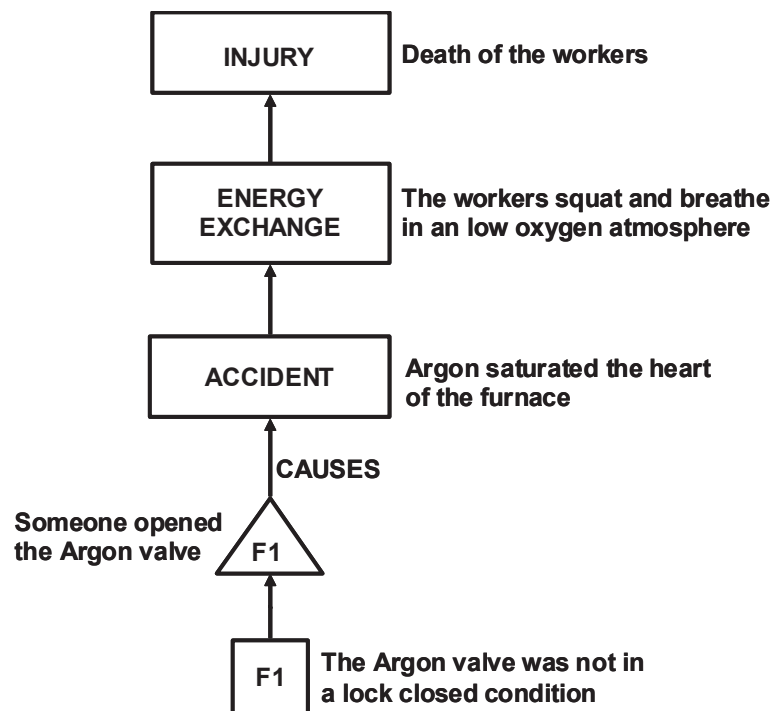 INJURY
Death of the workers
ENERGY
EXCHANGE
The workers squat and breathe
in an low oxygen atmosphere
ACCIDENT
Argon saturated the heart
of the furnace
CAUSES
Someone opened
the Argon valve
F1
F1
The Argon valve was not in
a lock closed condition